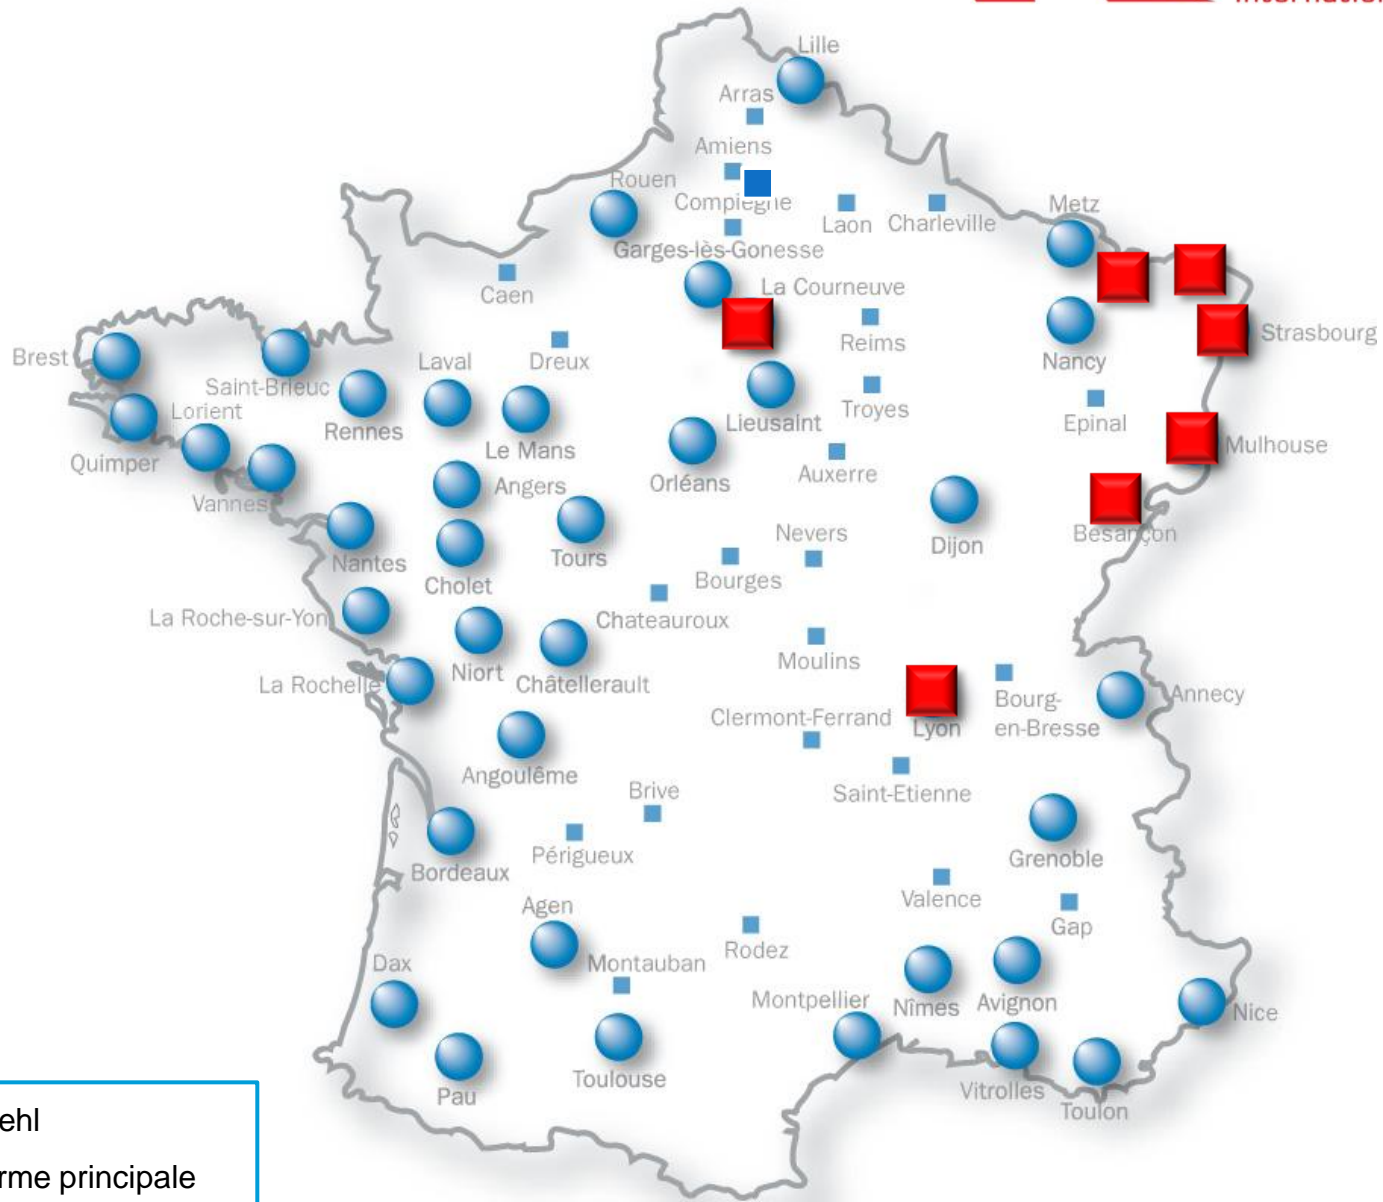 Lille
Arras
Amiens
Rouen
Compiègne
Laon
Charleville
Metz
Garges-lès-Gonesse
Caen
La Courneuve
Reims
Strasbourg
Brest
Saint-Brieuc
Laval
Dreux
Nancy
Lorient
Rennes
Le Mans
Lieusaint
Troyes
Epinal
Quimper
Vannes
Angers
Orléans
Auxerre
Mulhouse
Nantes
Cholet
Tours
Bourges
Nevers
Dijon
Besançon
La Roche-sur-Yon
Chateauroux
Moulins
La Rochelle
Niort
Châtellerault
Clermont-Ferrand
Lyon
Bourg-
en-Bresse
Annecy
Angoulême
Saint-Etienne
Brive
Périgueux
Bordeaux
Grenoble
Valence
Agen
Rodez
Gap
Dax
Montauban
Montpellier
Nîmes
Avignon
Nice
Pau
Toulouse
Vitrolles
Toulon
ehl
rme principale